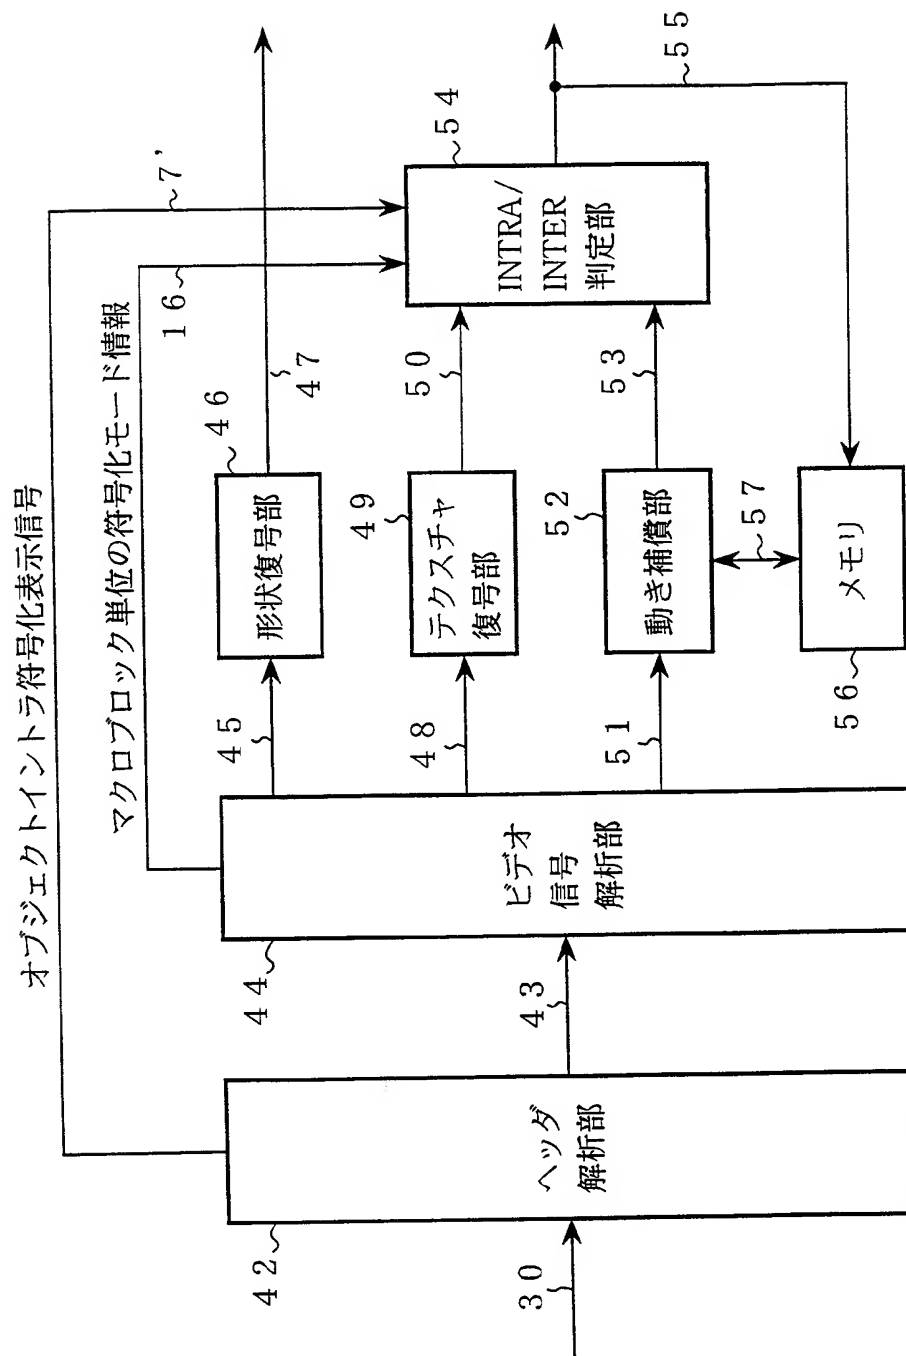 オブジェクトイントラ符号化表示信号
マクロブロック単位の符号化モード情報
7'
16
30
42
ヘッダ
解析部
43
44
ビデオ
信号
解析部
45
46
形状復号部
47
48
49
テクスチャ
復号部
50
51
52
動き補償部
53
54
INTRA/
INTER
判定部
55
56
メモリ
57